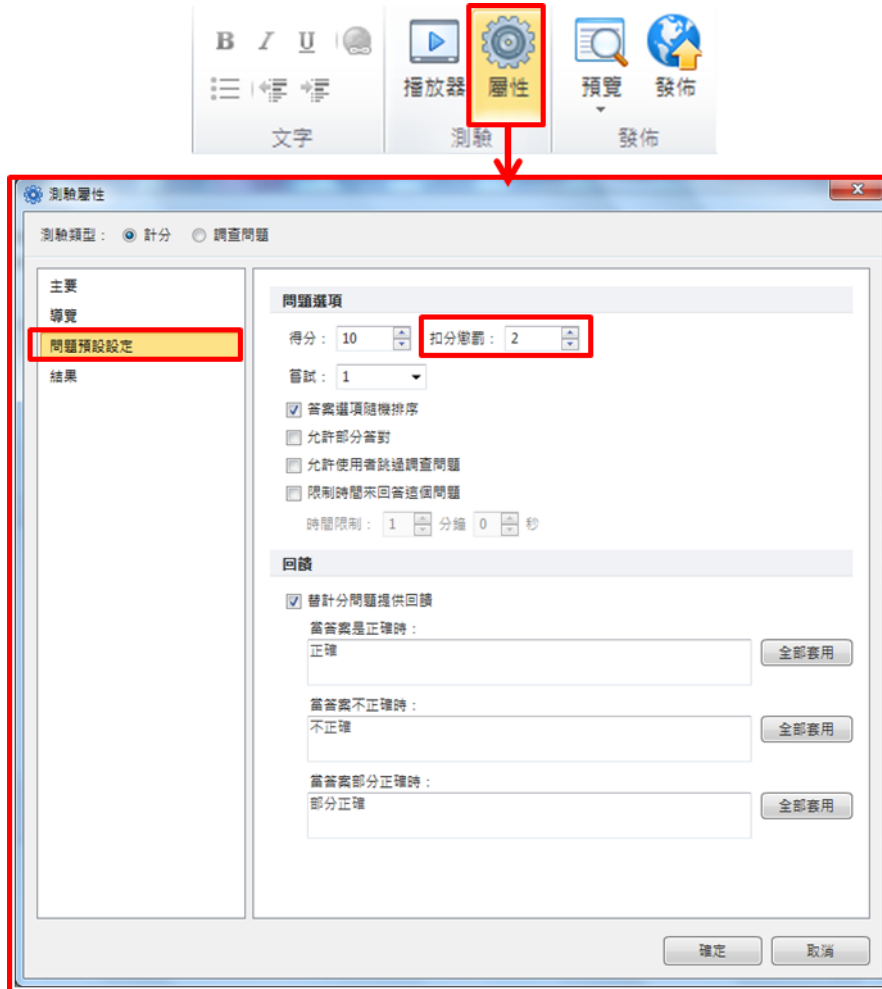 B I U
播放器 屬性 預覽 發佈
文字 測驗 發佈
測驗屬性
測驗類型： 計分 調查問題
主要
導覽
問題預設設定
結果
問題選項
得分： 10 扣分懲罰： 2
嘗試： 1
答案選項隨機排序
允許部分答對
允許使用者跳過調查問題
限制時間來回答這個問題
時間限制： 1 分鐘 0 秒
回饋
替計分問題提供回饋
當答案是正確時：
正確
全部套用
當答案不正確時：
不正確
全部套用
當答案部分正確時：
部分正確
全部套用
確定 取消